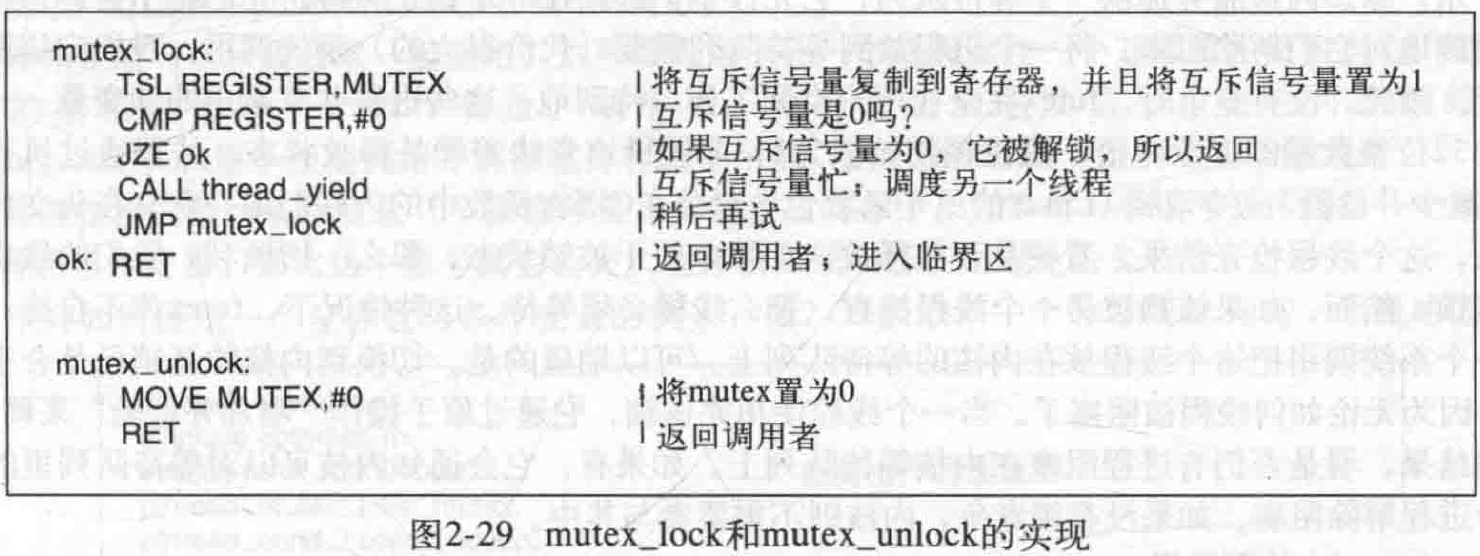 mutex_lock:
TSL REGISTER,MUTEX |将互斥信号量复制到寄存器，并且将互斥信号量置为1
CMP REGISTER,#0 |互斥信号量是0吗？
JZE ok |如果互斥信号量为0，它被解锁，所以返回
CALL thread_yield |互斥信号量忙；调度另一个线程
JMP mutex_lock |稍后再试
ok: RET |返回调用者；进入临界区
mutex_unlock:
MOVE MUTEX,#0 |将mutex置为0
RET |返回调用者
图2-29 mutex_lock和mutex_unlock的实现